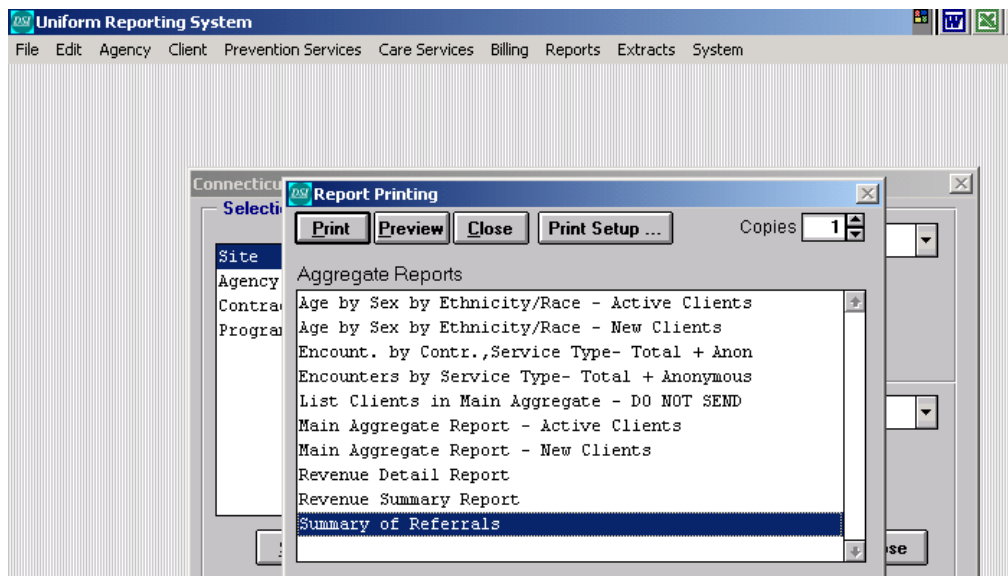 DSI Uniform Reporting System
File Edit Agency Client Prevention Services Care Services Billing Reports Extracts System
DSI Report Printing
Print Preview Close Print Setup ... Copies 1
Site
Aggregate Reports
Age by Sex by Ethnicity/Race - Active Clients
Age by Sex by Ethnicity/Race - New Clients
Encount. by Contr.,Service Type- Total + Anon
Encounters by Service Type- Total + Anonymous
List Clients in Main Aggregate - DO NOT SEND
Main Aggregate Report - Active Clients
Main Aggregate Report - New Clients
Revenue Detail Report
Revenue Summary Report
Summary of Referrals
Agency